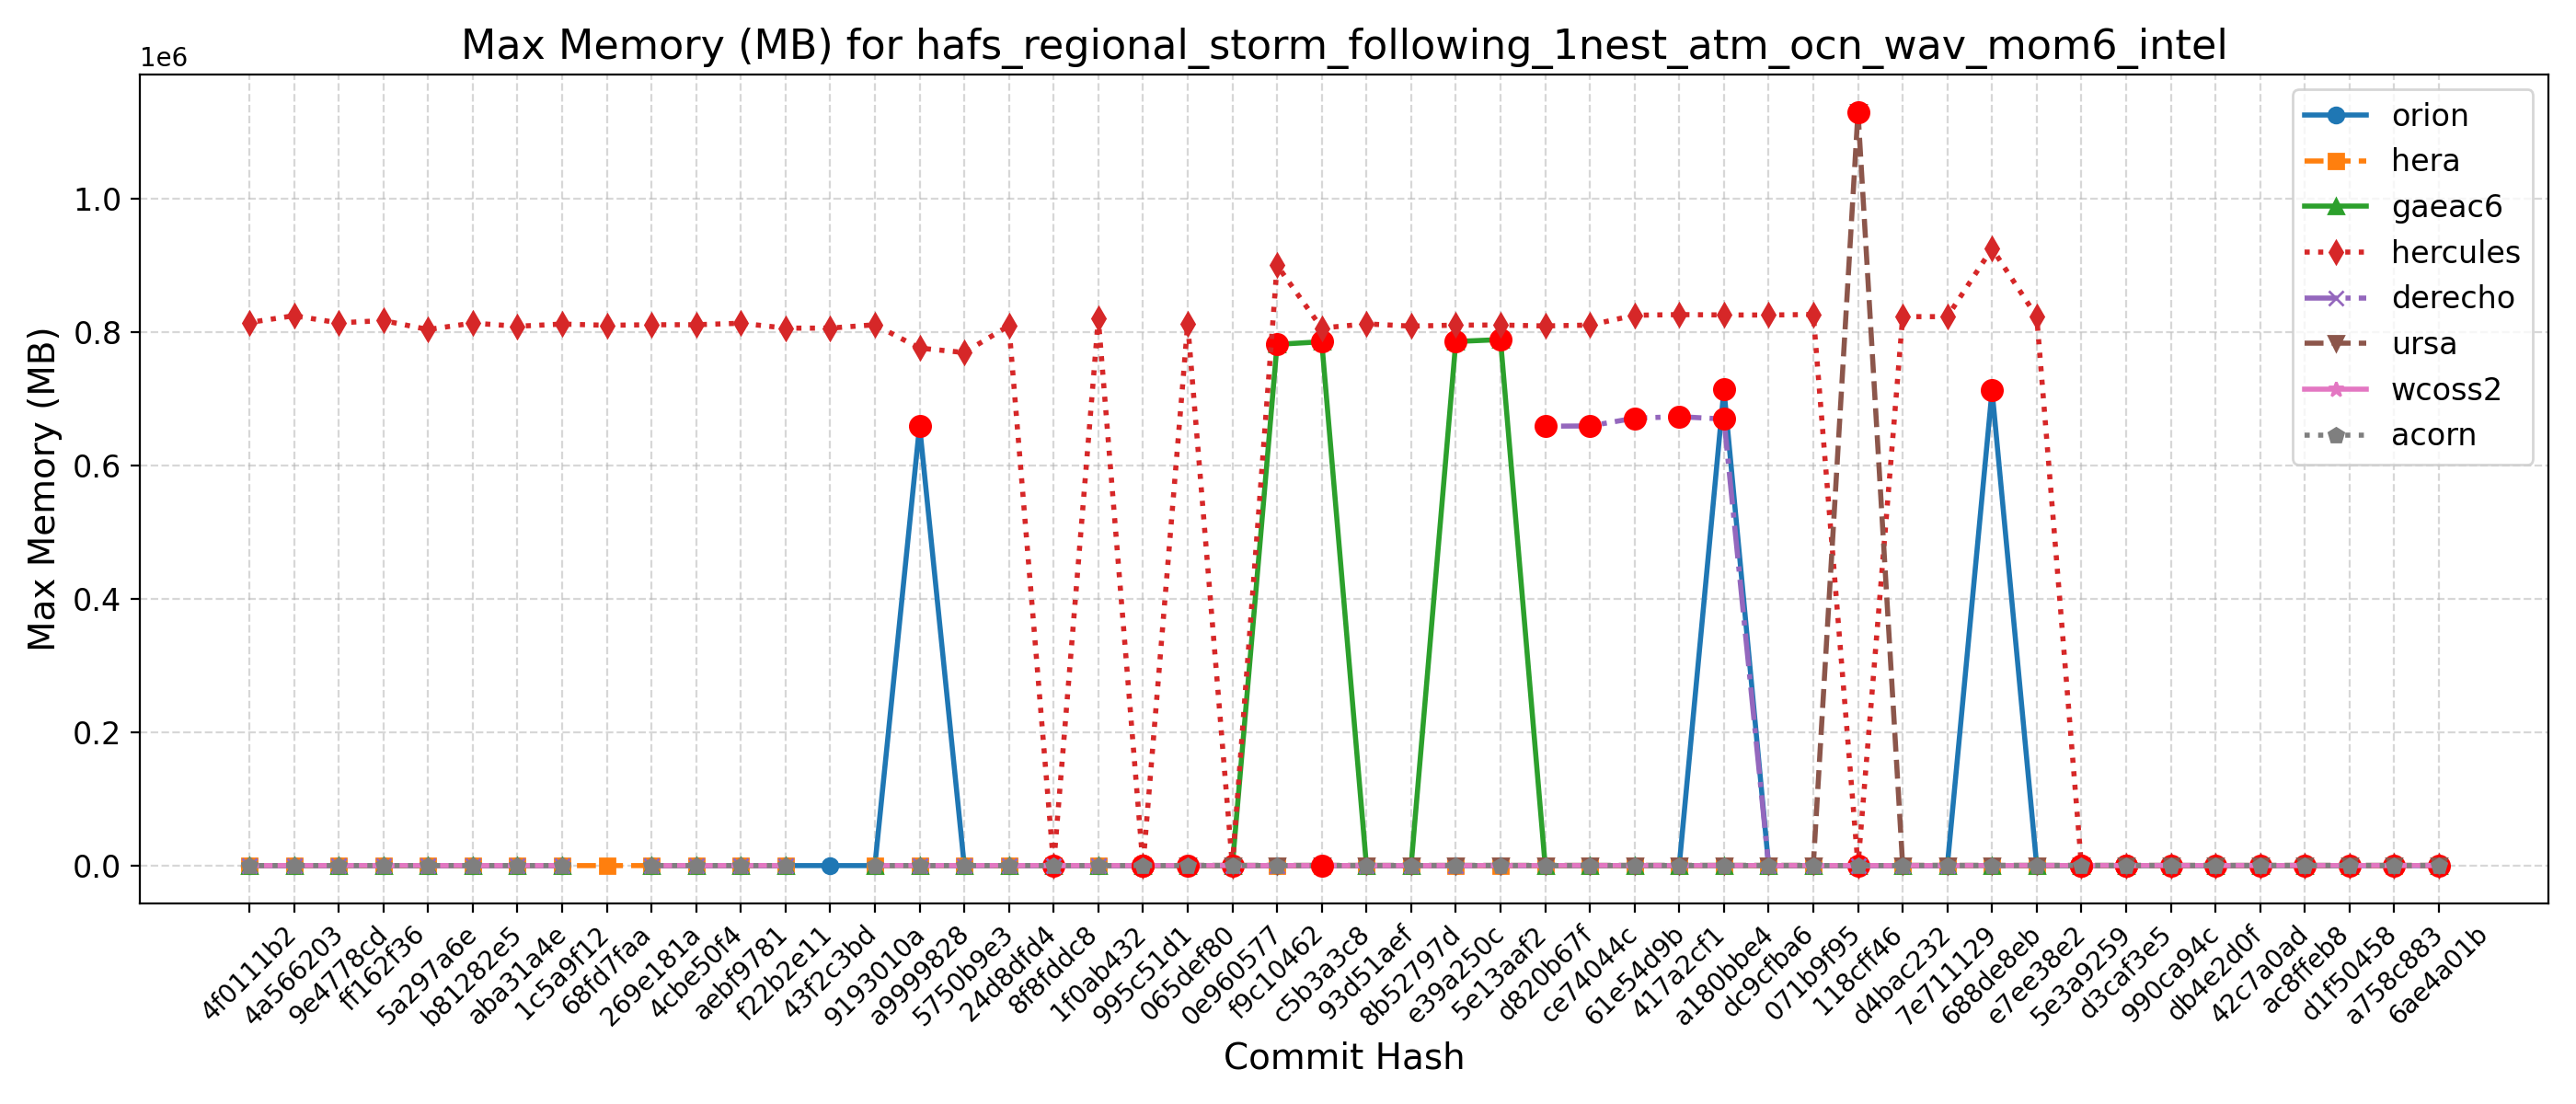 Max Memory (MB) for hafs_regional_storm_following_1nest_atm_ocn_wav_mom6_intel
1e6
1.0
0.8
0.6
0.4
0.2
0.0
Max Memory (MB)
orion
hera
gaeac6
hercules
derecho
ursa
wcoss2
acorn
4f0111b2
4a566203
9e4778cd
ff162f36
5a297a6e
b81282e5
aba31a4e
1c5a9f12
68fd7faa
269e181a
4cbe50f4
aebf9781
f22b2e11
43f2c3bd
9193010a
a9999828
5750b9e3
24d8dfd4
8f8fddc8
1f0ab432
995c51d1
065def80
0e960577
f9c10462
c5b3a3c8
93d51aef
8b52797d
e39a250c
5e13aaf2
d820b67f
ce74044c
61e54d9b
417a2cf1
a180bbe4
dc9cfba6
071b9f95
118cff46
d4bac232
7e711129
688de8eb
e7ee38e2
5e3a9259
d3caf3e5
990ca94c
db4e2d0f
42c7a0ad
ac8ffeb8
d1f50458
a758c883
6ae4a01b
Commit Hash